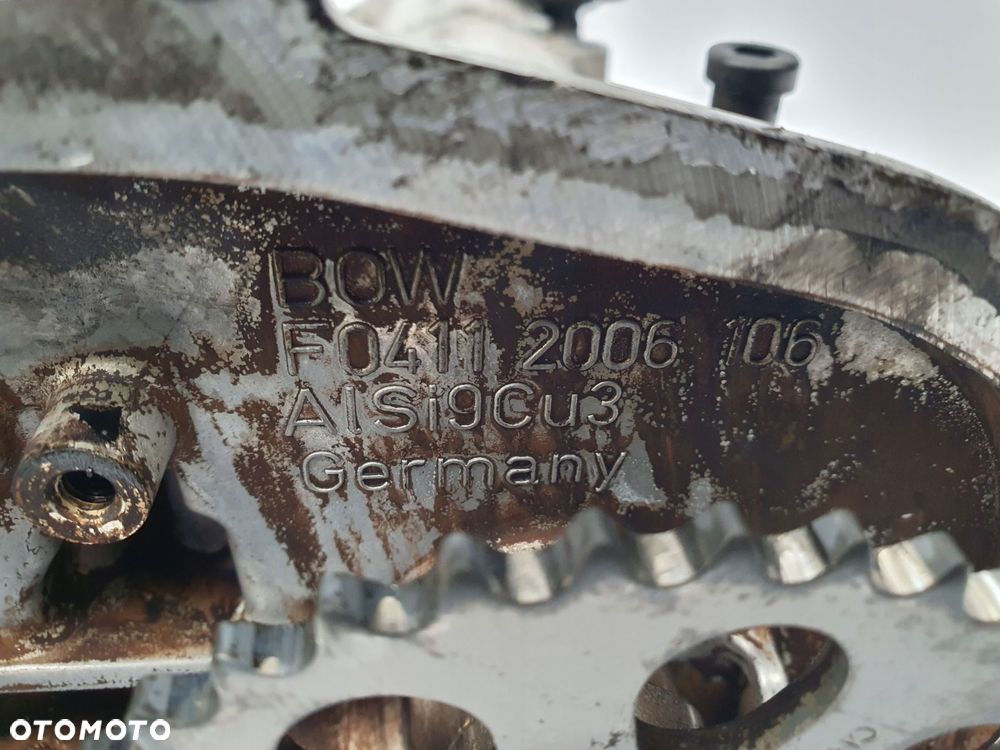 BOW
F0411 2006 106
AlSi9Cu3
Germany
OTOMOTO